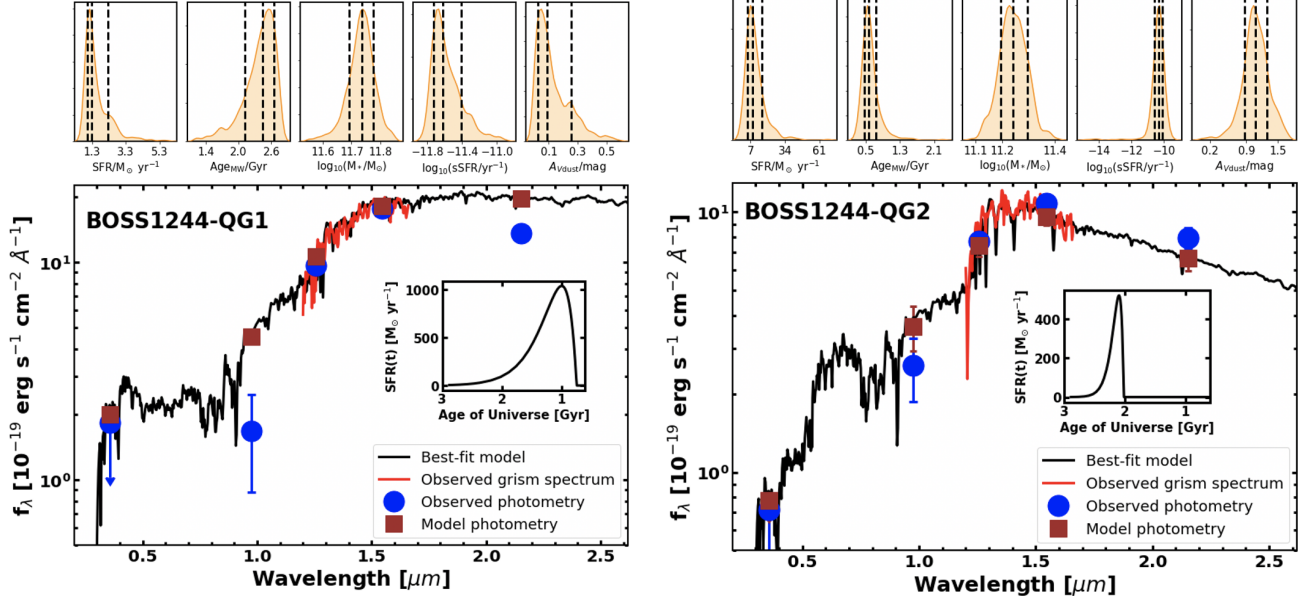 1.3 3.3 5.3
SFR/M⊙ yr⁻¹
1.4 2.0 2.6
Age_MW/Gyr
11.6 11.7 11.8
log₁₀(M*/M⊙)
−11.8 −11.4 −11.0
log₁₀(sSFR/yr⁻¹)
0.1 0.3 0.5
A_Vdust/mag
BOSS1244-QG1
f_λ [10⁻¹⁹ erg s⁻¹ cm⁻² Å⁻¹]
10¹
10⁰
SFR(t) [M⊙ yr⁻¹]
1000
500
0
3 2 1
Age of Universe [Gyr]
Best-fit model
Observed grism spectrum
Observed photometry
Model photometry
0.5 1.0 1.5 2.0 2.5
Wavelength [μm]
7 34 61
SFR/M⊙ yr⁻¹
0.5 1.3 2.1
Age_MW/Gyr
11.1 11.2 11.4
log₁₀(M*/M⊙)
−14 −12 −10
log₁₀(sSFR/yr⁻¹)
0.2 0.9 1.5
A_Vdust/mag
BOSS1244-QG2
f_λ [10⁻¹⁹ erg s⁻¹ cm⁻² Å⁻¹]
10¹
10⁰
SFR(t) [M⊙ yr⁻¹]
400
200
0
3 2 1
Age of Universe [Gyr]
Best-fit model
Observed grism spectrum
Observed photometry
Model photometry
0.5 1.0 1.5 2.0 2.5
Wavelength [μm]